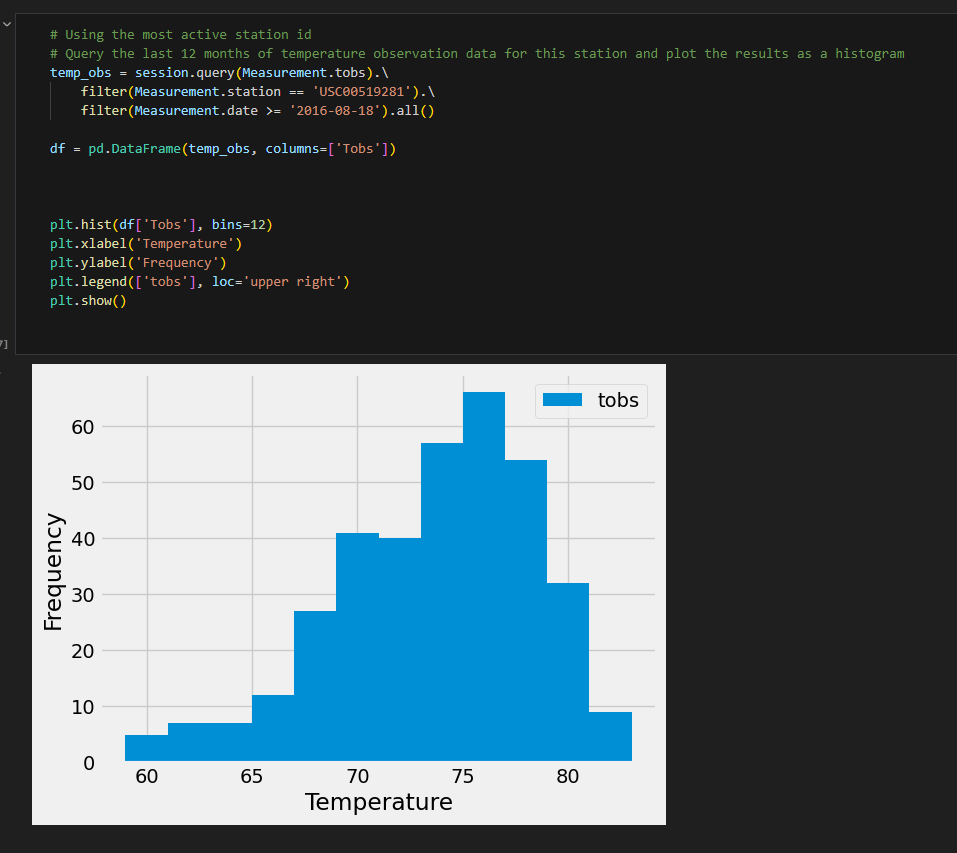 # Using the most active station id
# Query the last 12 months of temperature observation data for this station and plot the results as a histogram
temp_obs = session.query(Measurement.tobs).\
    filter(Measurement.station == 'USC00519281').\
    filter(Measurement.date >= '2016-08-18').all()
df = pd.DataFrame(temp_obs, columns=['Tobs'])
plt.hist(df['Tobs'], bins=12)
plt.xlabel('Temperature')
plt.ylabel('Frequency')
plt.legend(['tobs'], loc='upper right')
plt.show()
7]
tobs
60
50
40
30
20
10
0
Frequency
60 65 70 75 80
Temperature